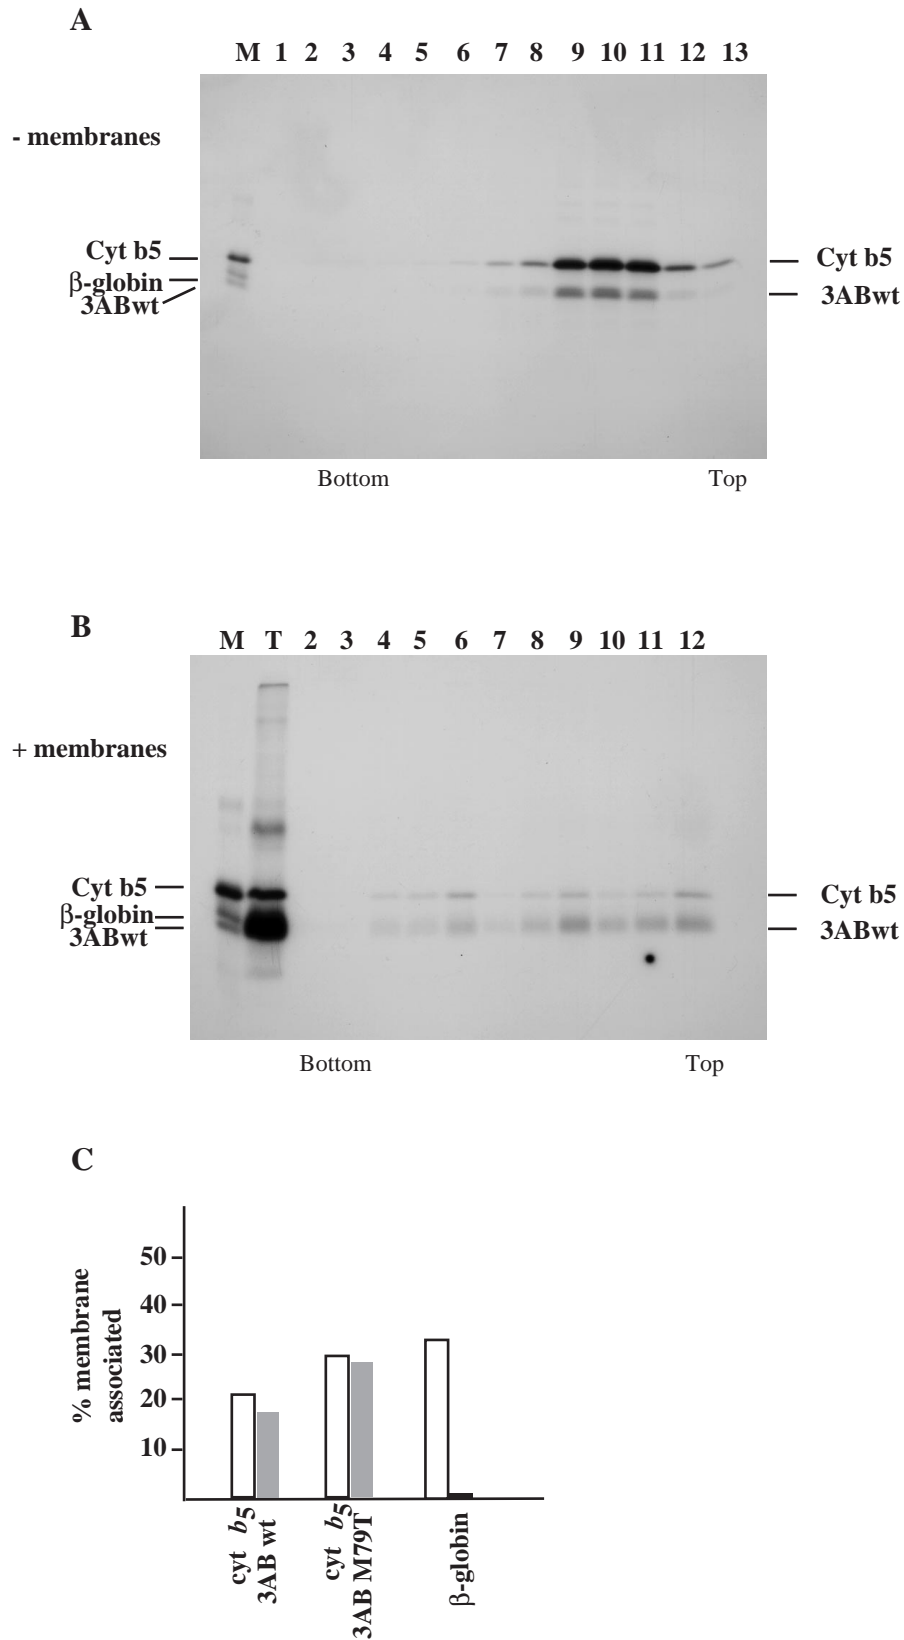 A
M 1 2 3 4 5 6 7 8 9 10 11 12 13
- membranes
Cyt b5
β-globin
3ABwt
Cyt b5
3ABwt
Bottom Top
B
M T 2 3 4 5 6 7 8 9 10 11 12
+ membranes
Cyt b5
β-globin
3ABwt
Cyt b5
3ABwt
Bottom Top
C
% membrane
associated
50
40
30
20
10
cyt b5
3AB wt
cyt b5
3AB M79T
β-globin